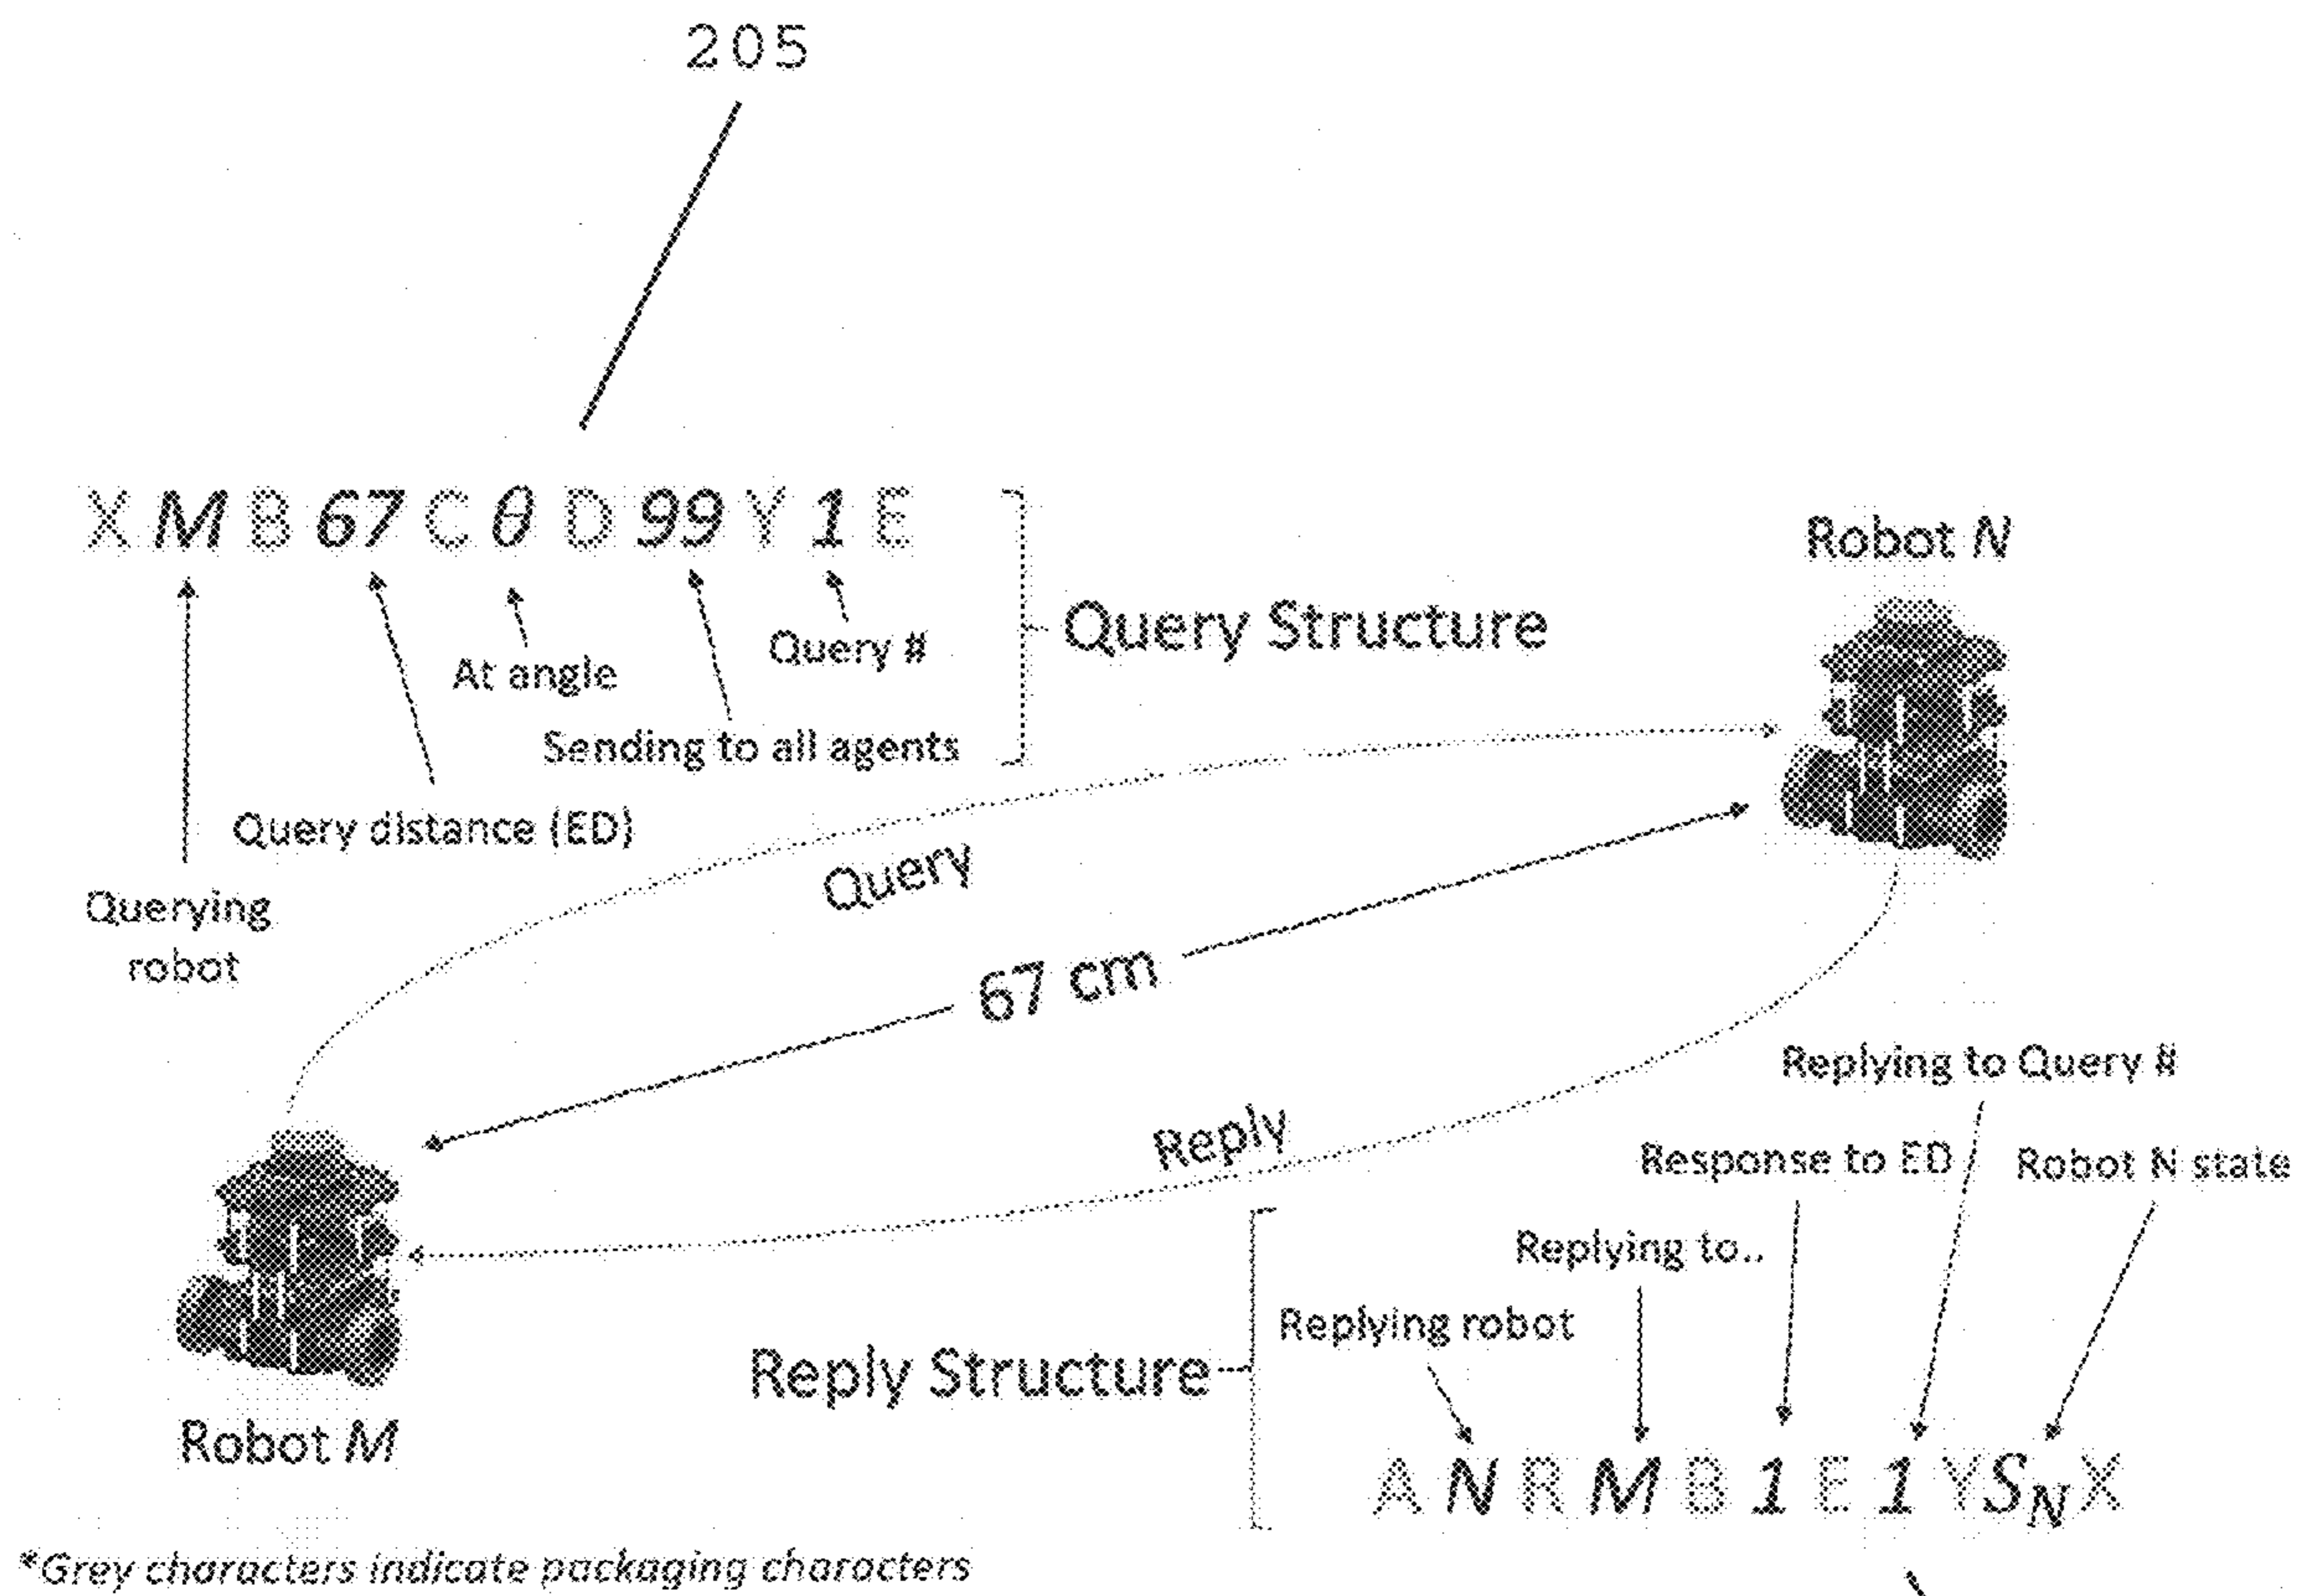 205
X M B 67 C θ D 99 Y 1 E
Query #
At angle
Sending to all agents
Query distance (ED)
Querying
robot
Query Structure
Robot N
Query
67 cm
Reply
Robot M
Replying to Query #
Response to ED
Robot N state
Replying to..
Replying robot
Reply Structure
A N R M B 1 E 1 Y S_N X
*Grey characters indicate packaging characters